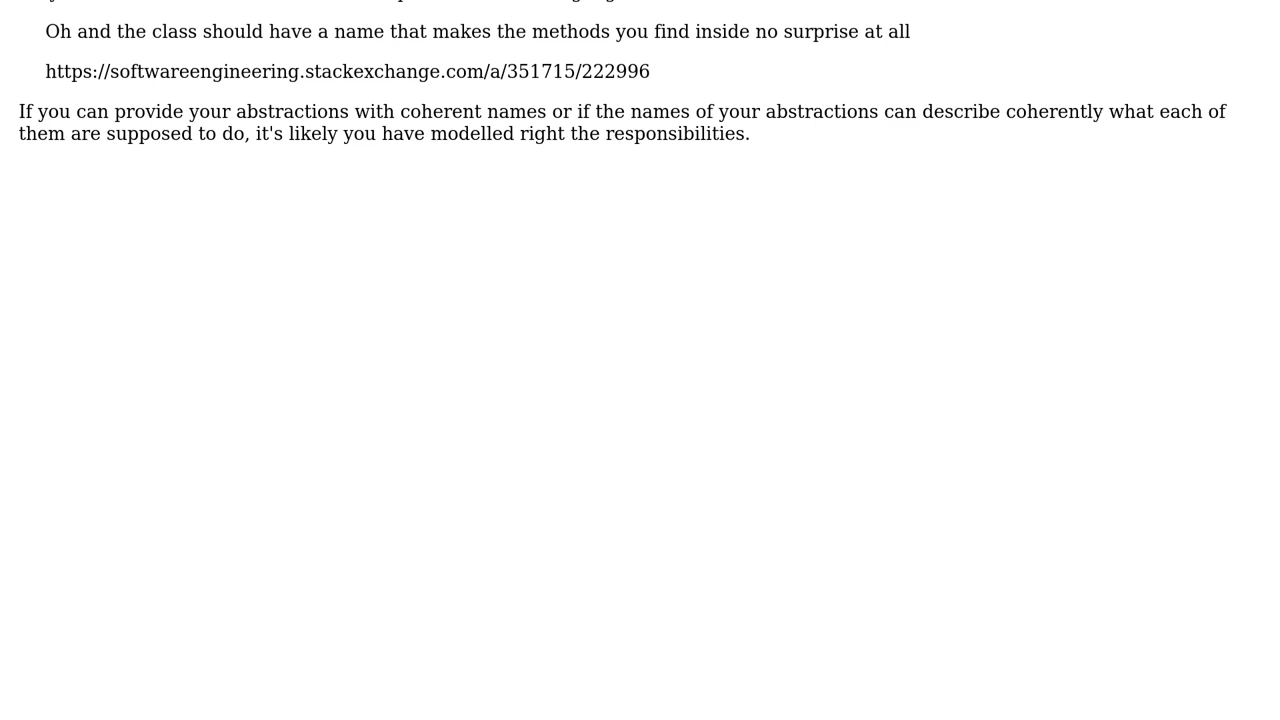 Oh and the class should have a name that makes the methods you find inside no surprise at all
https://softwareengineering.stackexchange.com/a/351715/222996
If you can provide your abstractions with coherent names or if the names of your abstractions can describe coherently what each of
them are supposed to do, it's likely you have modelled right the responsibilities.